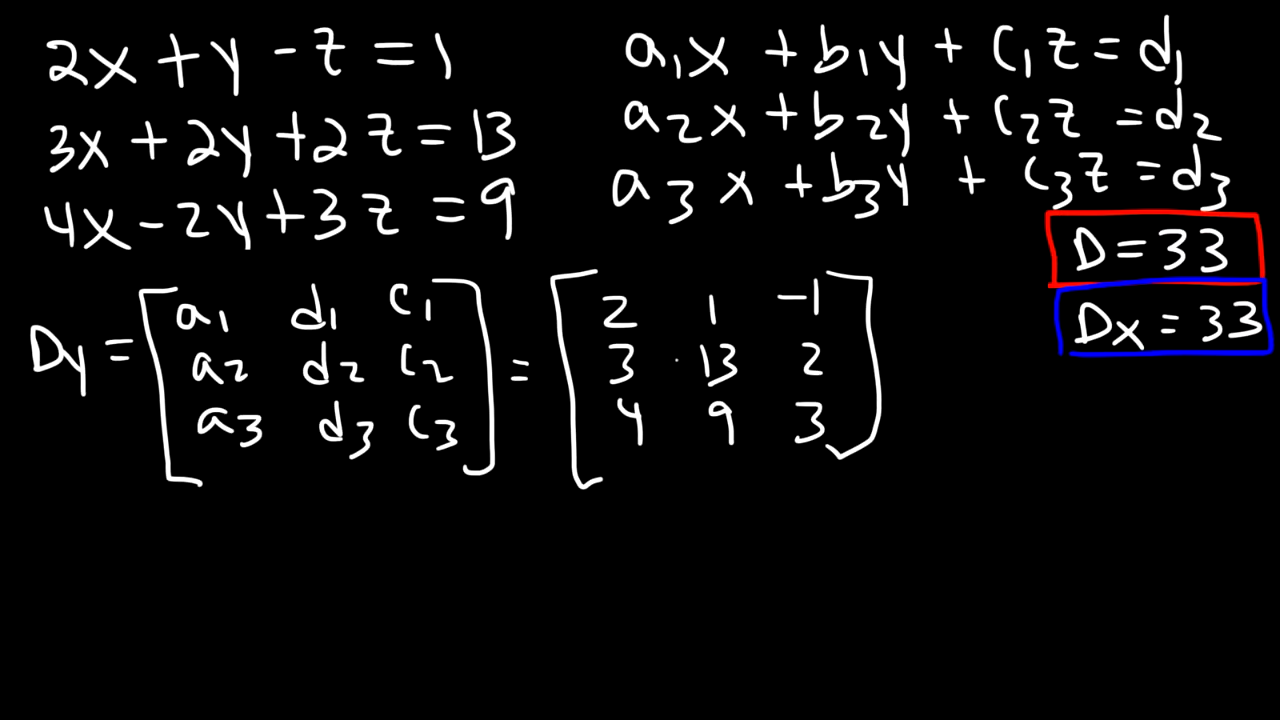 2x + y - z = 1
3x + 2y + 2z = 13
4x - 2y + 3z = 9
a₁x + b₁y + c₁z = d₁
a₂x + b₂y + c₂z = d₂
a₃x + b₃y + c₃z = d₃
D = 33
Dx = 33
Dy = [a₁ d₁ c₁
a₂ d₂ c₂
a₃ d₃ c₃] =
[2 1 -1
3 · 13 2
4 9 3]